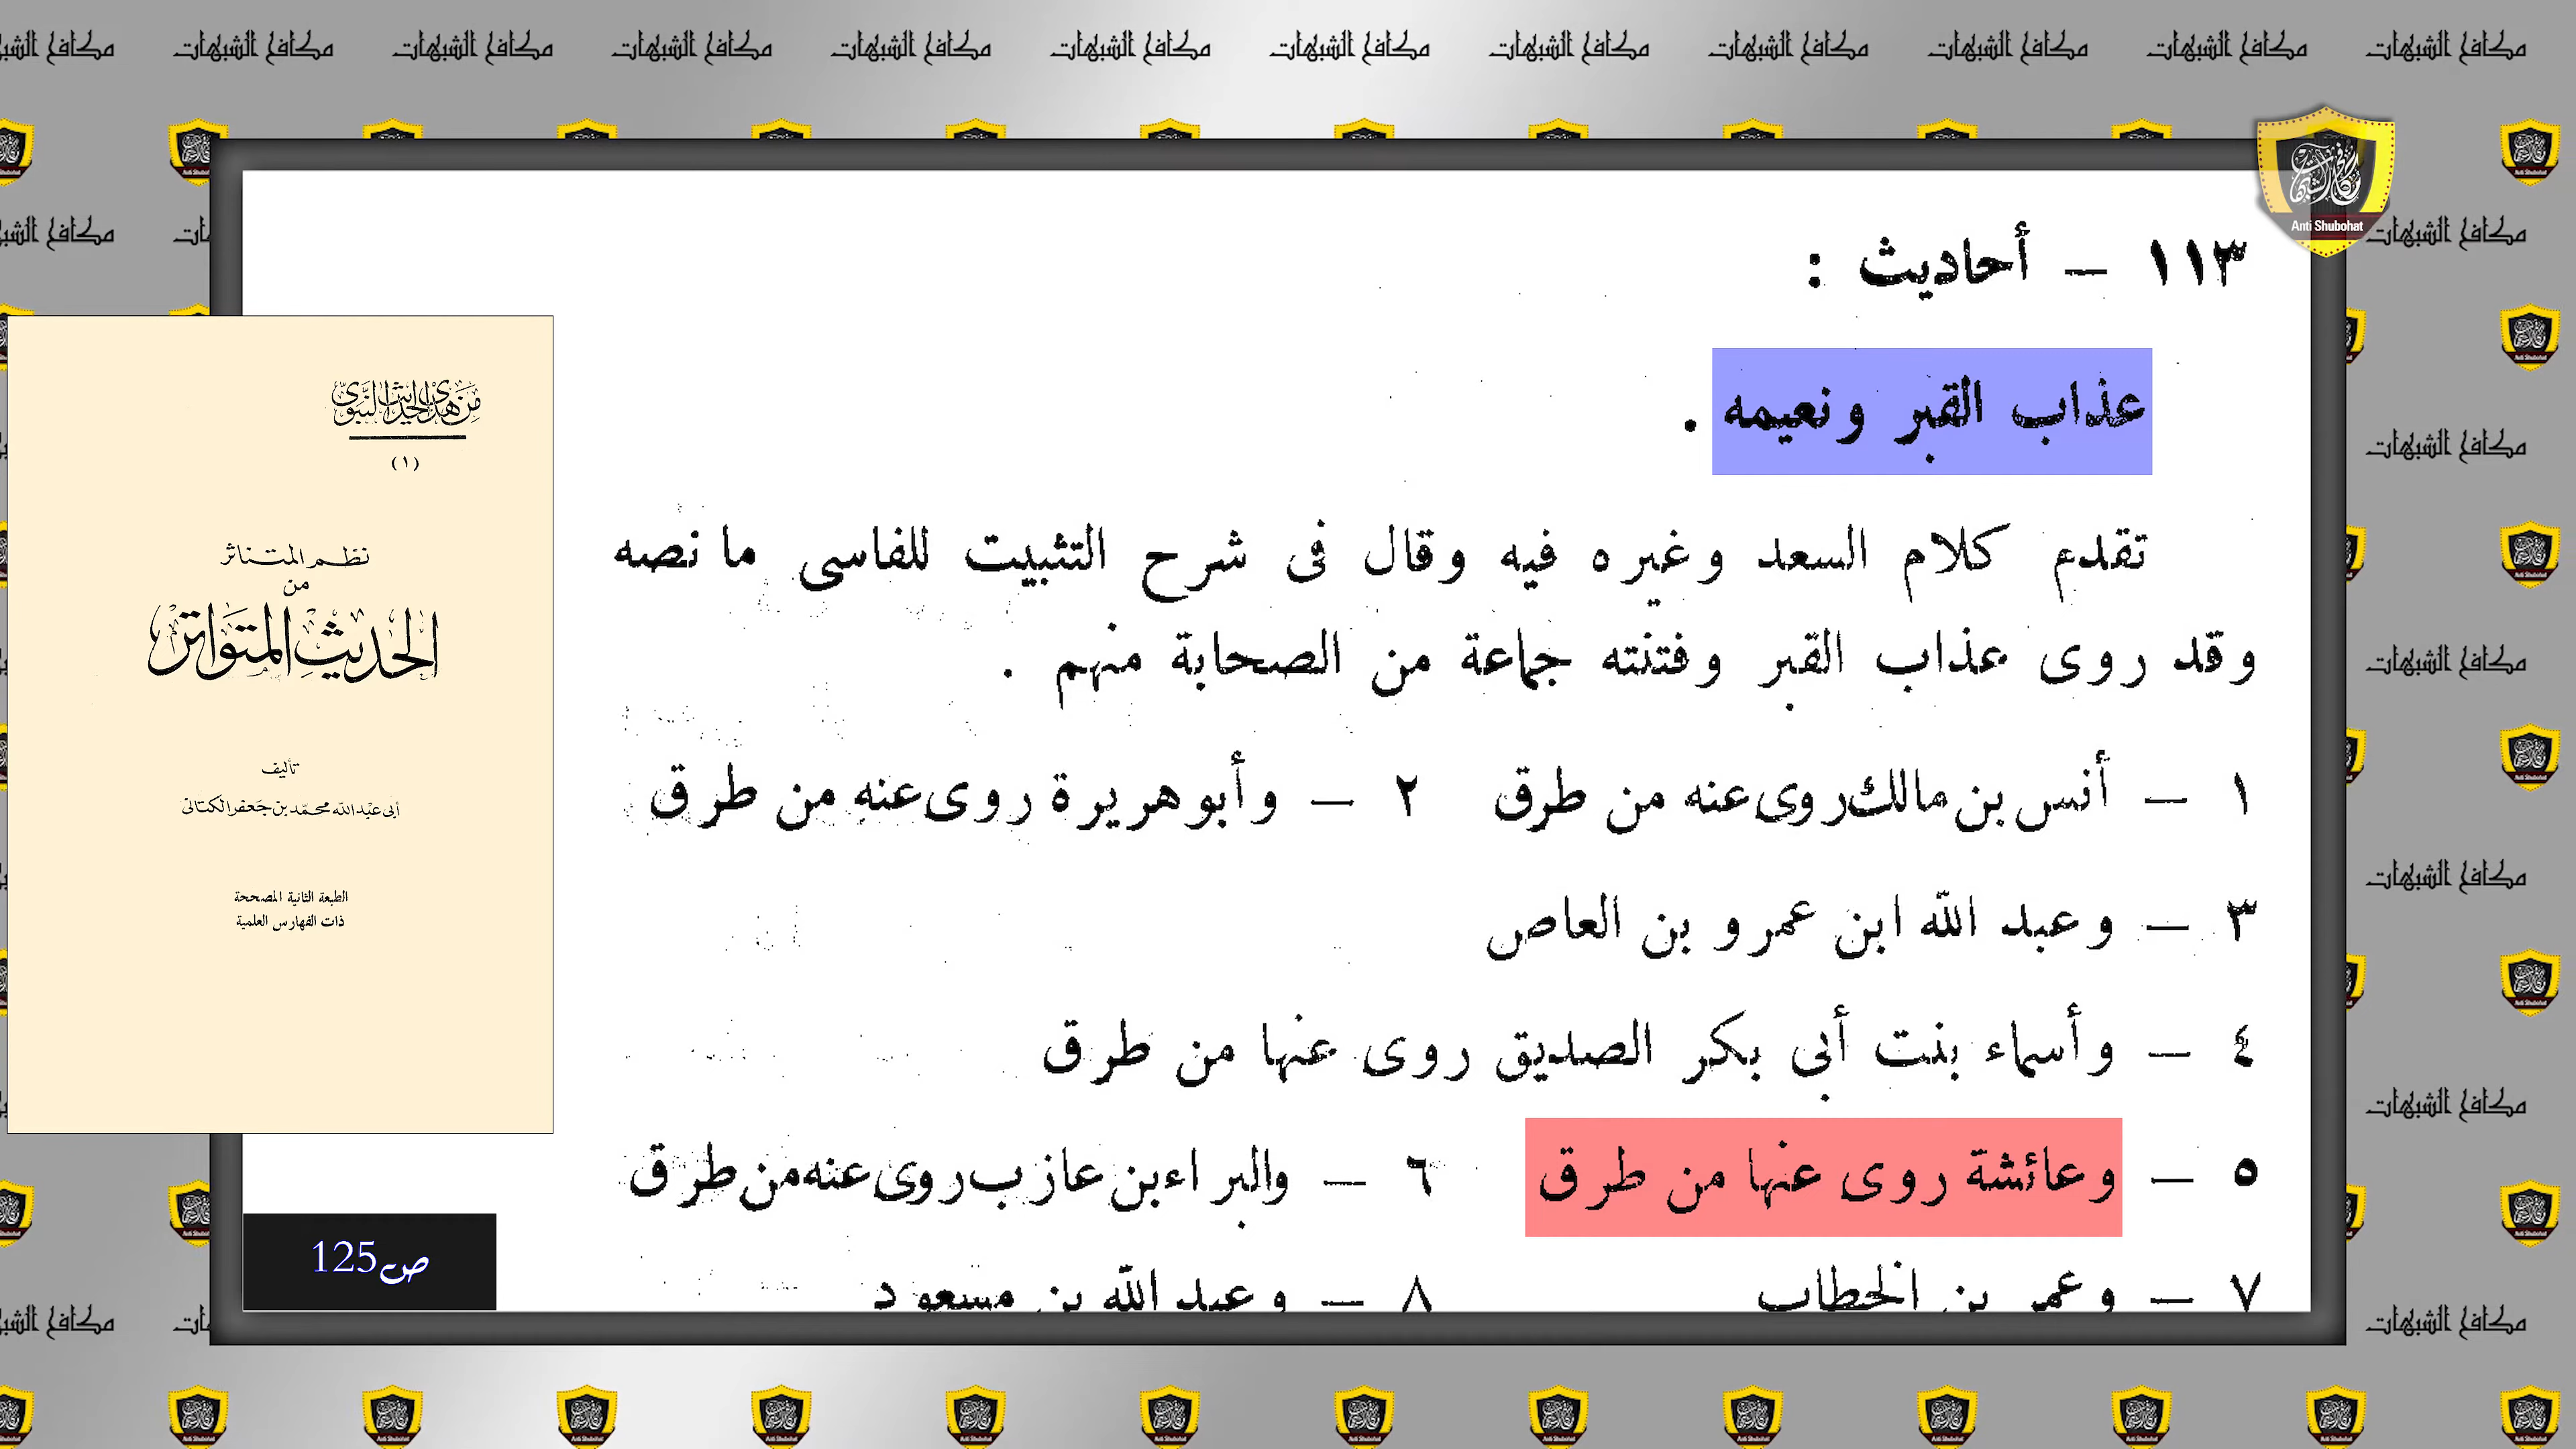 ١١٣ — أحاديث :
عذاب القبر ونعيمه .
تقدم كلام السعد وغيره فيه وقال فى شرح التثبيت للفاسى ما نصه
وقد روى عذاب القبر وفتنته جماعة من الصحابة منهم .
١ — أنس بن مالك روى عنه من طرق ٢ — وأبو هريرة روى عنه من طرق
٣ — وعبد الله ابن عمرو بن العاص
٤ — وأسماء بنت أبى بكر الصديق روى عنها من طرق
٥ — وعائشة روى عنها من طرق ٦ — والبراء بن عازب روى عنه من طرق
٧ — وعمر بن الخطاب ٨ — وعبد الله بن مسعود
من هدى الحديث النبوى
(١)
نظم المتناثر
من
الحديث المتواتر
تأليف
أبى عبد الله محمد بن جعفر الكتانى
الطبعة الثانية المصححة
ذات الفهارس العلمية
ص125
مكافح الشبهات
Anti Shubohat